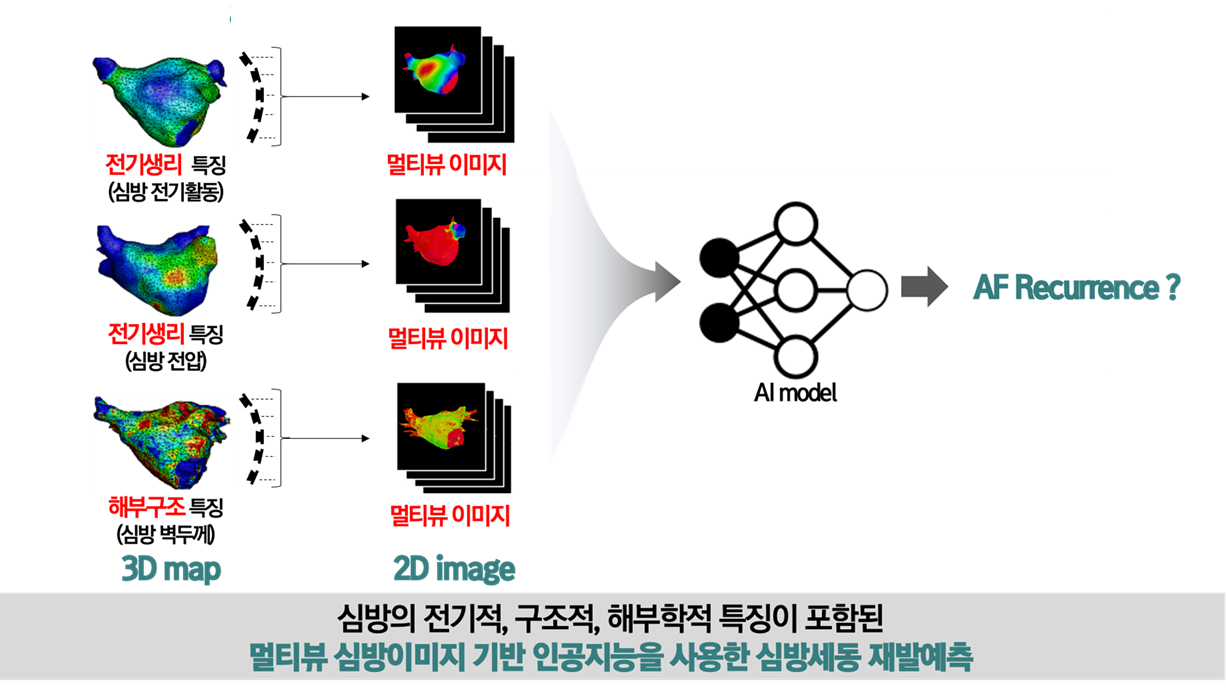 전기생리 특징
(심방 전기활동)
멀티뷰 이미지
전기생리 특징
(심방 전압)
멀티뷰 이미지
해부구조 특징
(심방 벽두께)
멀티뷰 이미지
3D map
2D image
AI model
AF Recurrence ?
심방의 전기적, 구조적, 해부학적 특징이 포함된
멀티뷰 심방이미지 기반 인공지능을 사용한 심방세동 재발예측